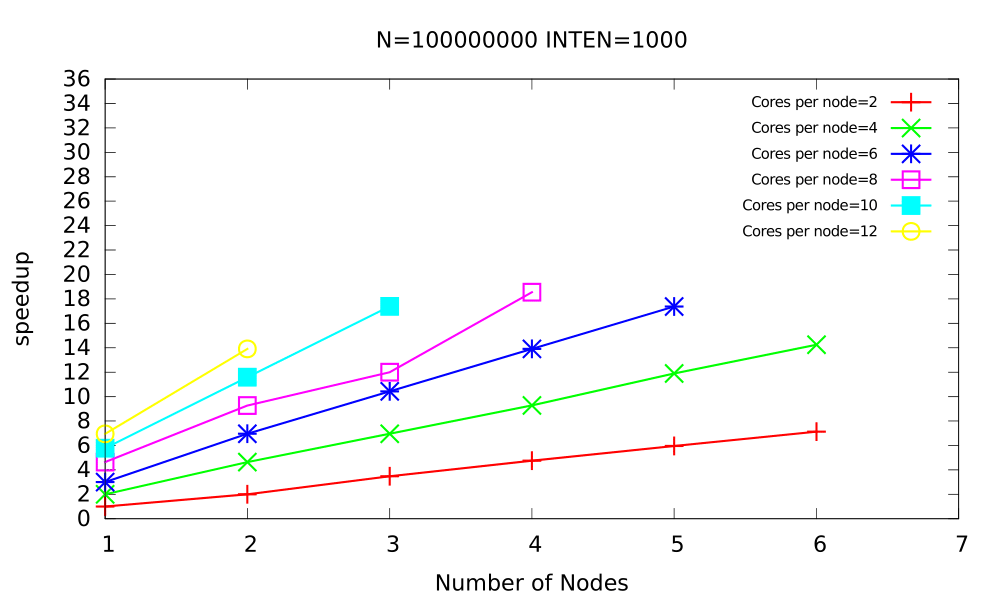 N=100000000 INTEN=1000
36
34
32
30
28
26
24
22
20
18
16
14
12
10
8
6
4
2
0
speedup
Cores per node=2
Cores per node=4
Cores per node=6
Cores per node=8
Cores per node=10
Cores per node=12
1 2 3 4 5 6 7
Number of Nodes